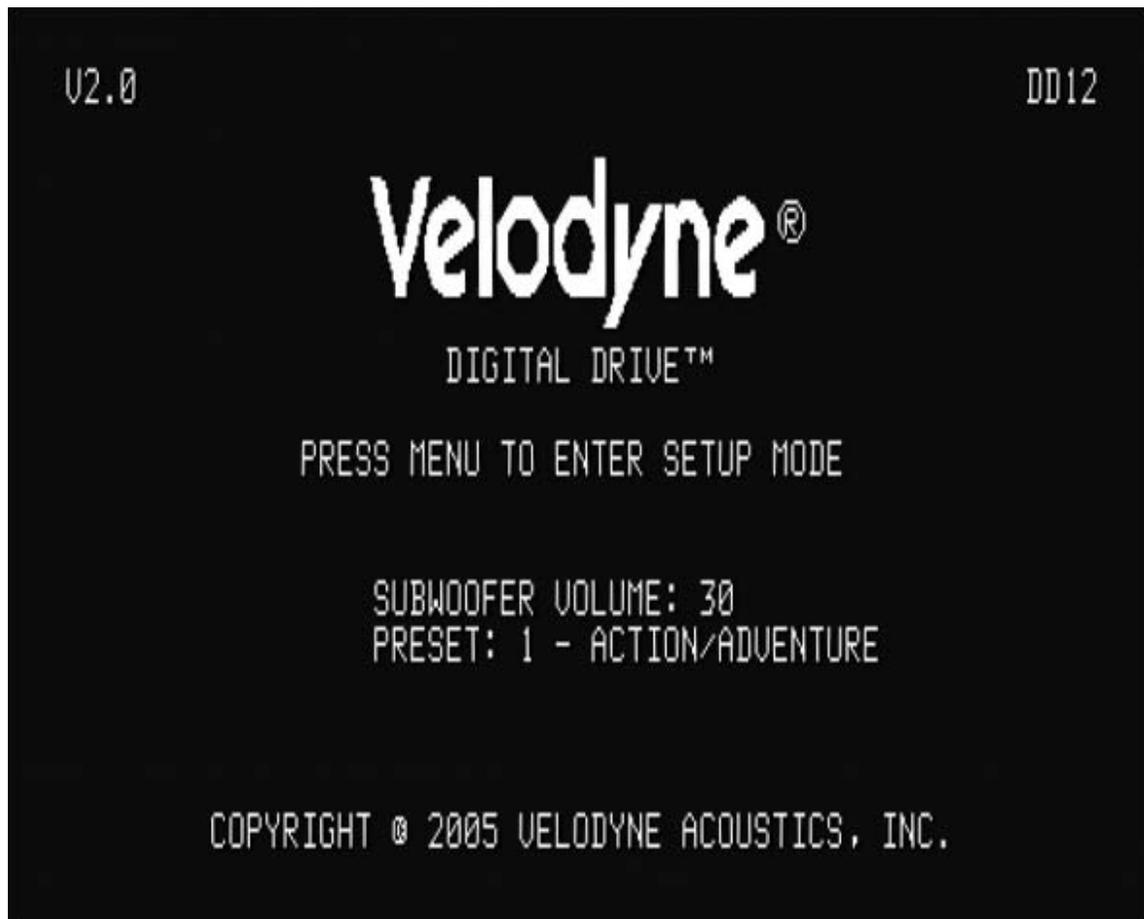 V2.0 DD12
Velodyne®
DIGITAL DRIVE™
PRESS MENU TO ENTER SETUP MODE
SUBWOOFER VOLUME: 30
PRESET: 1 - ACTION/ADVENTURE
COPYRIGHT © 2005 VELODYNE ACOUSTICS, INC.